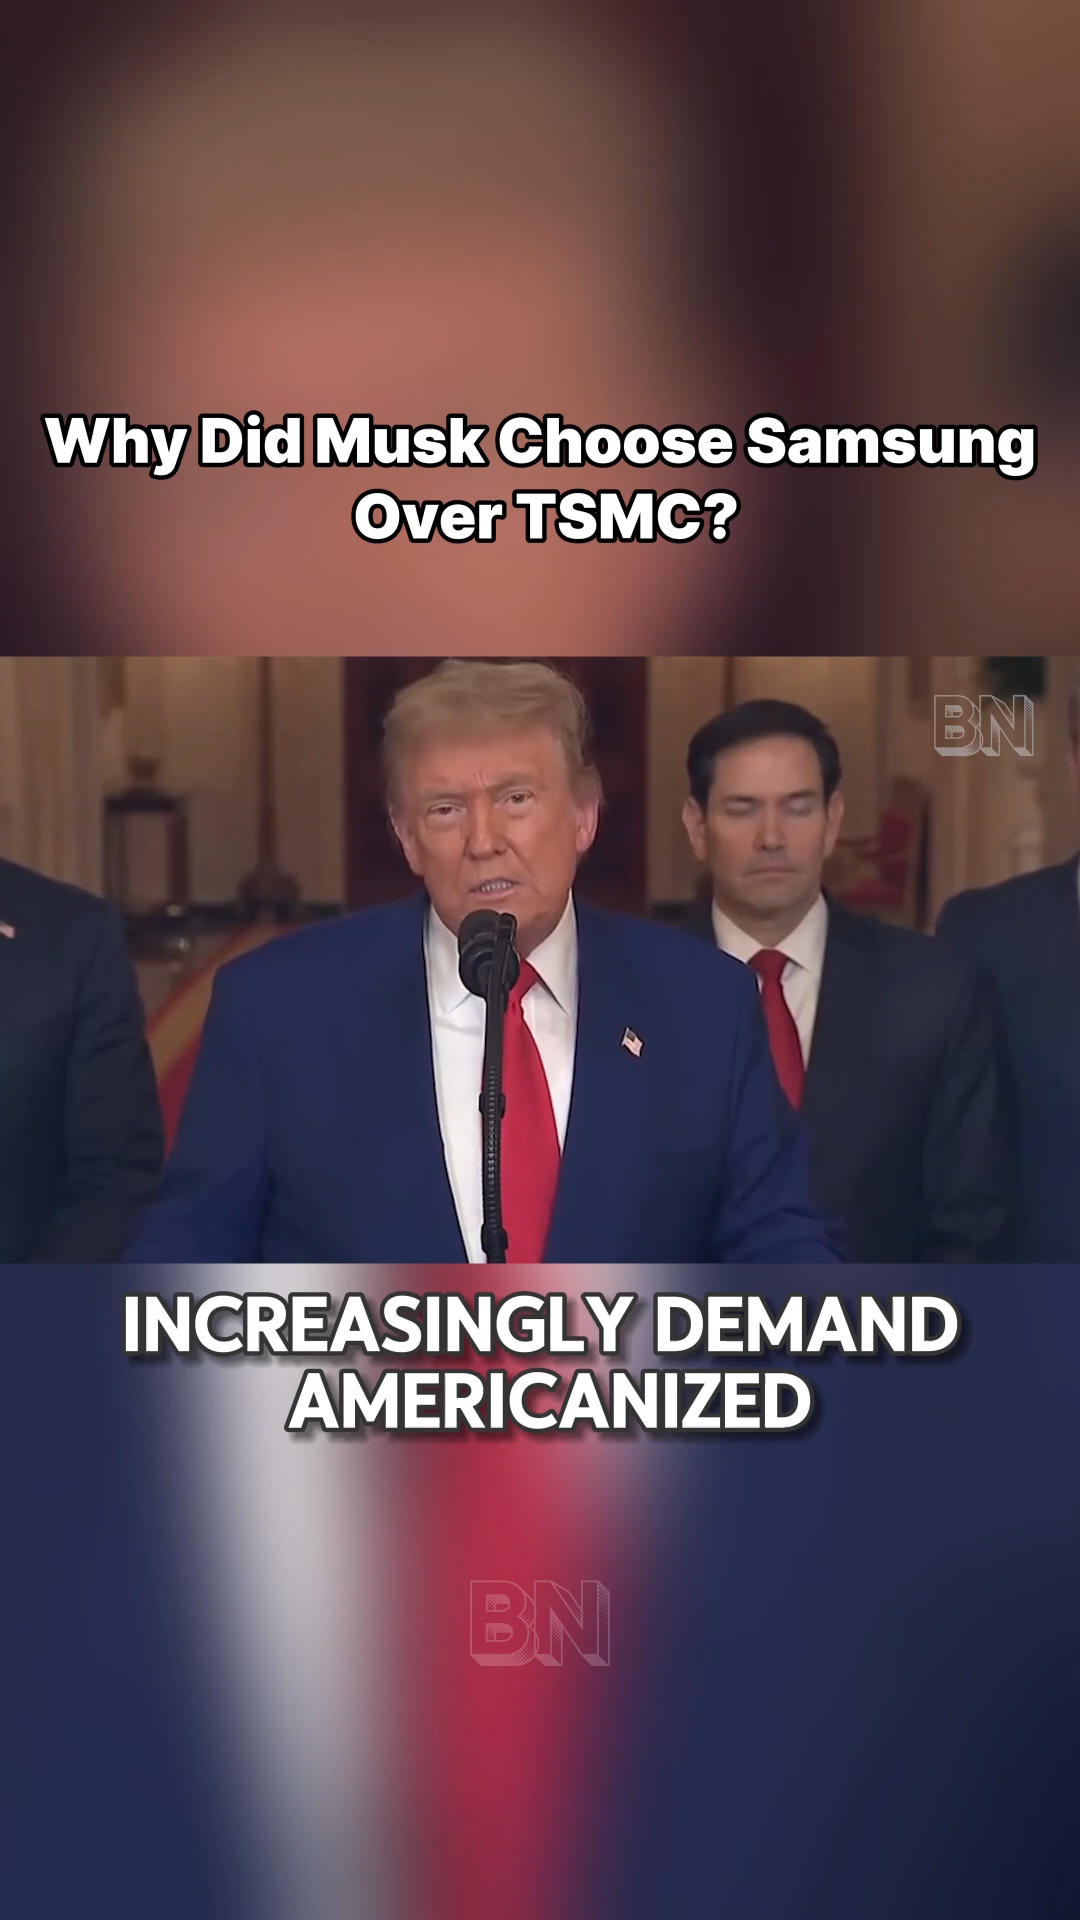 Why Did Musk Choose Samsung
Over TSMC?
BN
INCREASINGLY DEMAND
AMERICANIZED
BN